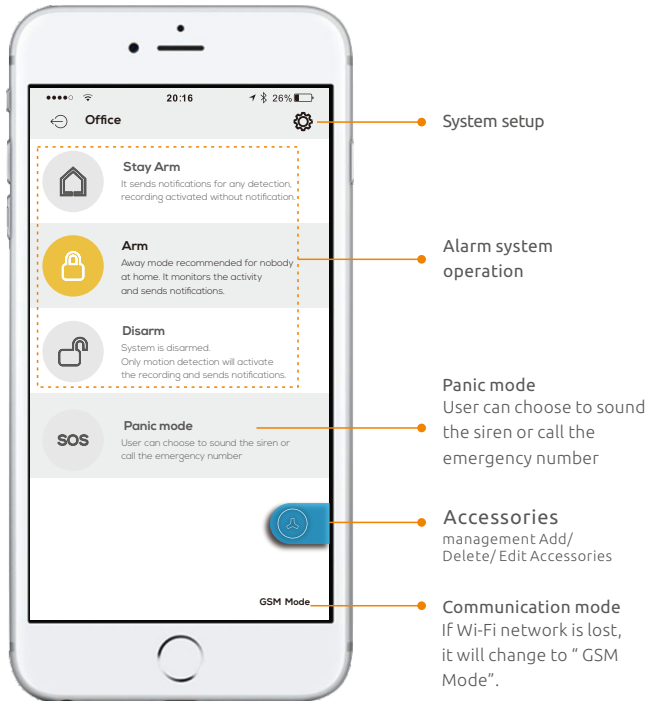 20:16
26%
Office
Stay Arm
It sends notifications for any detection,
recording activated without notification.
Arm
Away mode recommended for nobody
at home. It monitors the activity
and sends notifications.
Disarm
System is disarmed.
Only motion detection will activate
the recording and sends notifications.
SOS
Panic mode
User can choose to sound the siren or
call the emergency number
GSM Mode
System setup
Alarm system
operation
Panic mode
User can choose to sound
the siren or call the
emergency number
Accessories
management Add/
Delete/ Edit Accessories
Communication mode
If Wi-Fi network is lost,
it will change to “ GSM
Mode”.